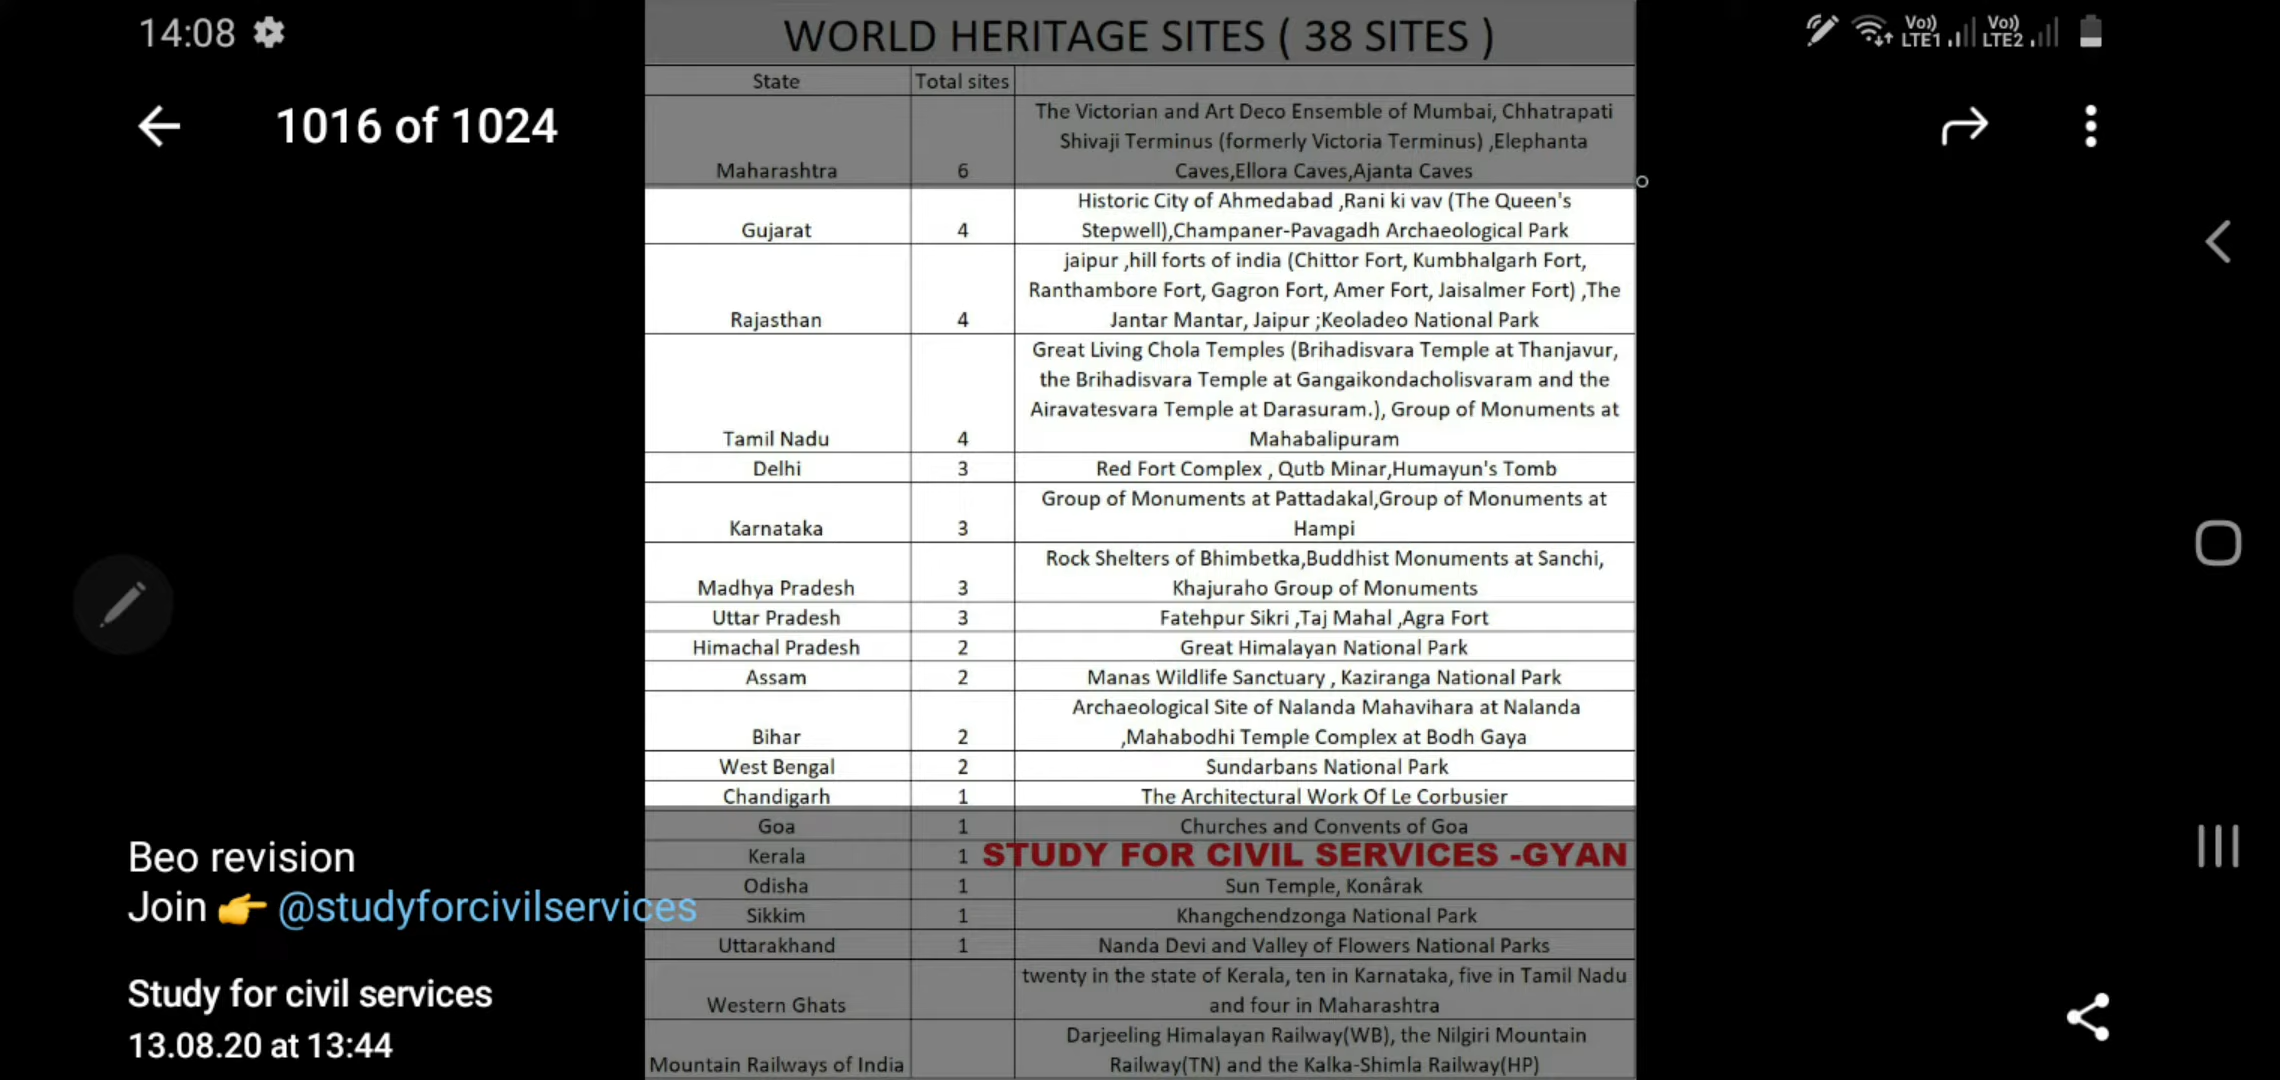 14:08
Vo)) LTE1
Vo)) LTE2
1016 of 1024
WORLD HERITAGE SITES ( 38 SITES )
State Total sites
The Victorian and Art Deco Ensemble of Mumbai, Chhatrapati
Shivaji Terminus (formerly Victoria Terminus) ,Elephanta
Maharashtra 6 Caves,Ellora Caves,Ajanta Caves
Historic City of Ahmedabad ,Rani ki vav (The Queen's
Gujarat 4 Stepwell),Champaner-Pavagadh Archaeological Park
jaipur ,hill forts of india (Chittor Fort, Kumbhalgarh Fort,
Ranthambore Fort, Gagron Fort, Amer Fort, Jaisalmer Fort) ,The
Rajasthan 4 Jantar Mantar, Jaipur ;Keoladeo National Park
Great Living Chola Temples (Brihadisvara Temple at Thanjavur,
the Brihadisvara Temple at Gangaikondacholisvaram and the
Airavatesvara Temple at Darasuram.), Group of Monuments at
Tamil Nadu 4 Mahabalipuram
Delhi 3 Red Fort Complex , Qutb Minar,Humayun's Tomb
Group of Monuments at Pattadakal,Group of Monuments at
Karnataka 3 Hampi
Rock Shelters of Bhimbetka,Buddhist Monuments at Sanchi,
Madhya Pradesh 3 Khajuraho Group of Monuments
Uttar Pradesh 3 Fatehpur Sikri ,Taj Mahal ,Agra Fort
Himachal Pradesh 2 Great Himalayan National Park
Assam 2 Manas Wildlife Sanctuary , Kaziranga National Park
Archaeological Site of Nalanda Mahavihara at Nalanda
Bihar 2 ,Mahabodhi Temple Complex at Bodh Gaya
West Bengal 2 Sundarbans National Park
Chandigarh 1 The Architectural Work Of Le Corbusier
Goa 1 Churches and Convents of Goa
Kerala 1 STUDY FOR CIVIL SERVICES -GYAN
Odisha 1 Sun Temple, Konârak
Sikkim 1 Khangchendzonga National Park
Uttarakhand 1 Nanda Devi and Valley of Flowers National Parks
twenty in the state of Kerala, ten in Karnataka, five in Tamil Nadu
Western Ghats and four in Maharashtra
Darjeeling Himalayan Railway(WB), the Nilgiri Mountain
Mountain Railways of India Railway(TN) and the Kalka-Shimla Railway(HP)
Beo revision
Join 👉 @studyforcivilservices
Study for civil services
13.08.20 at 13:44